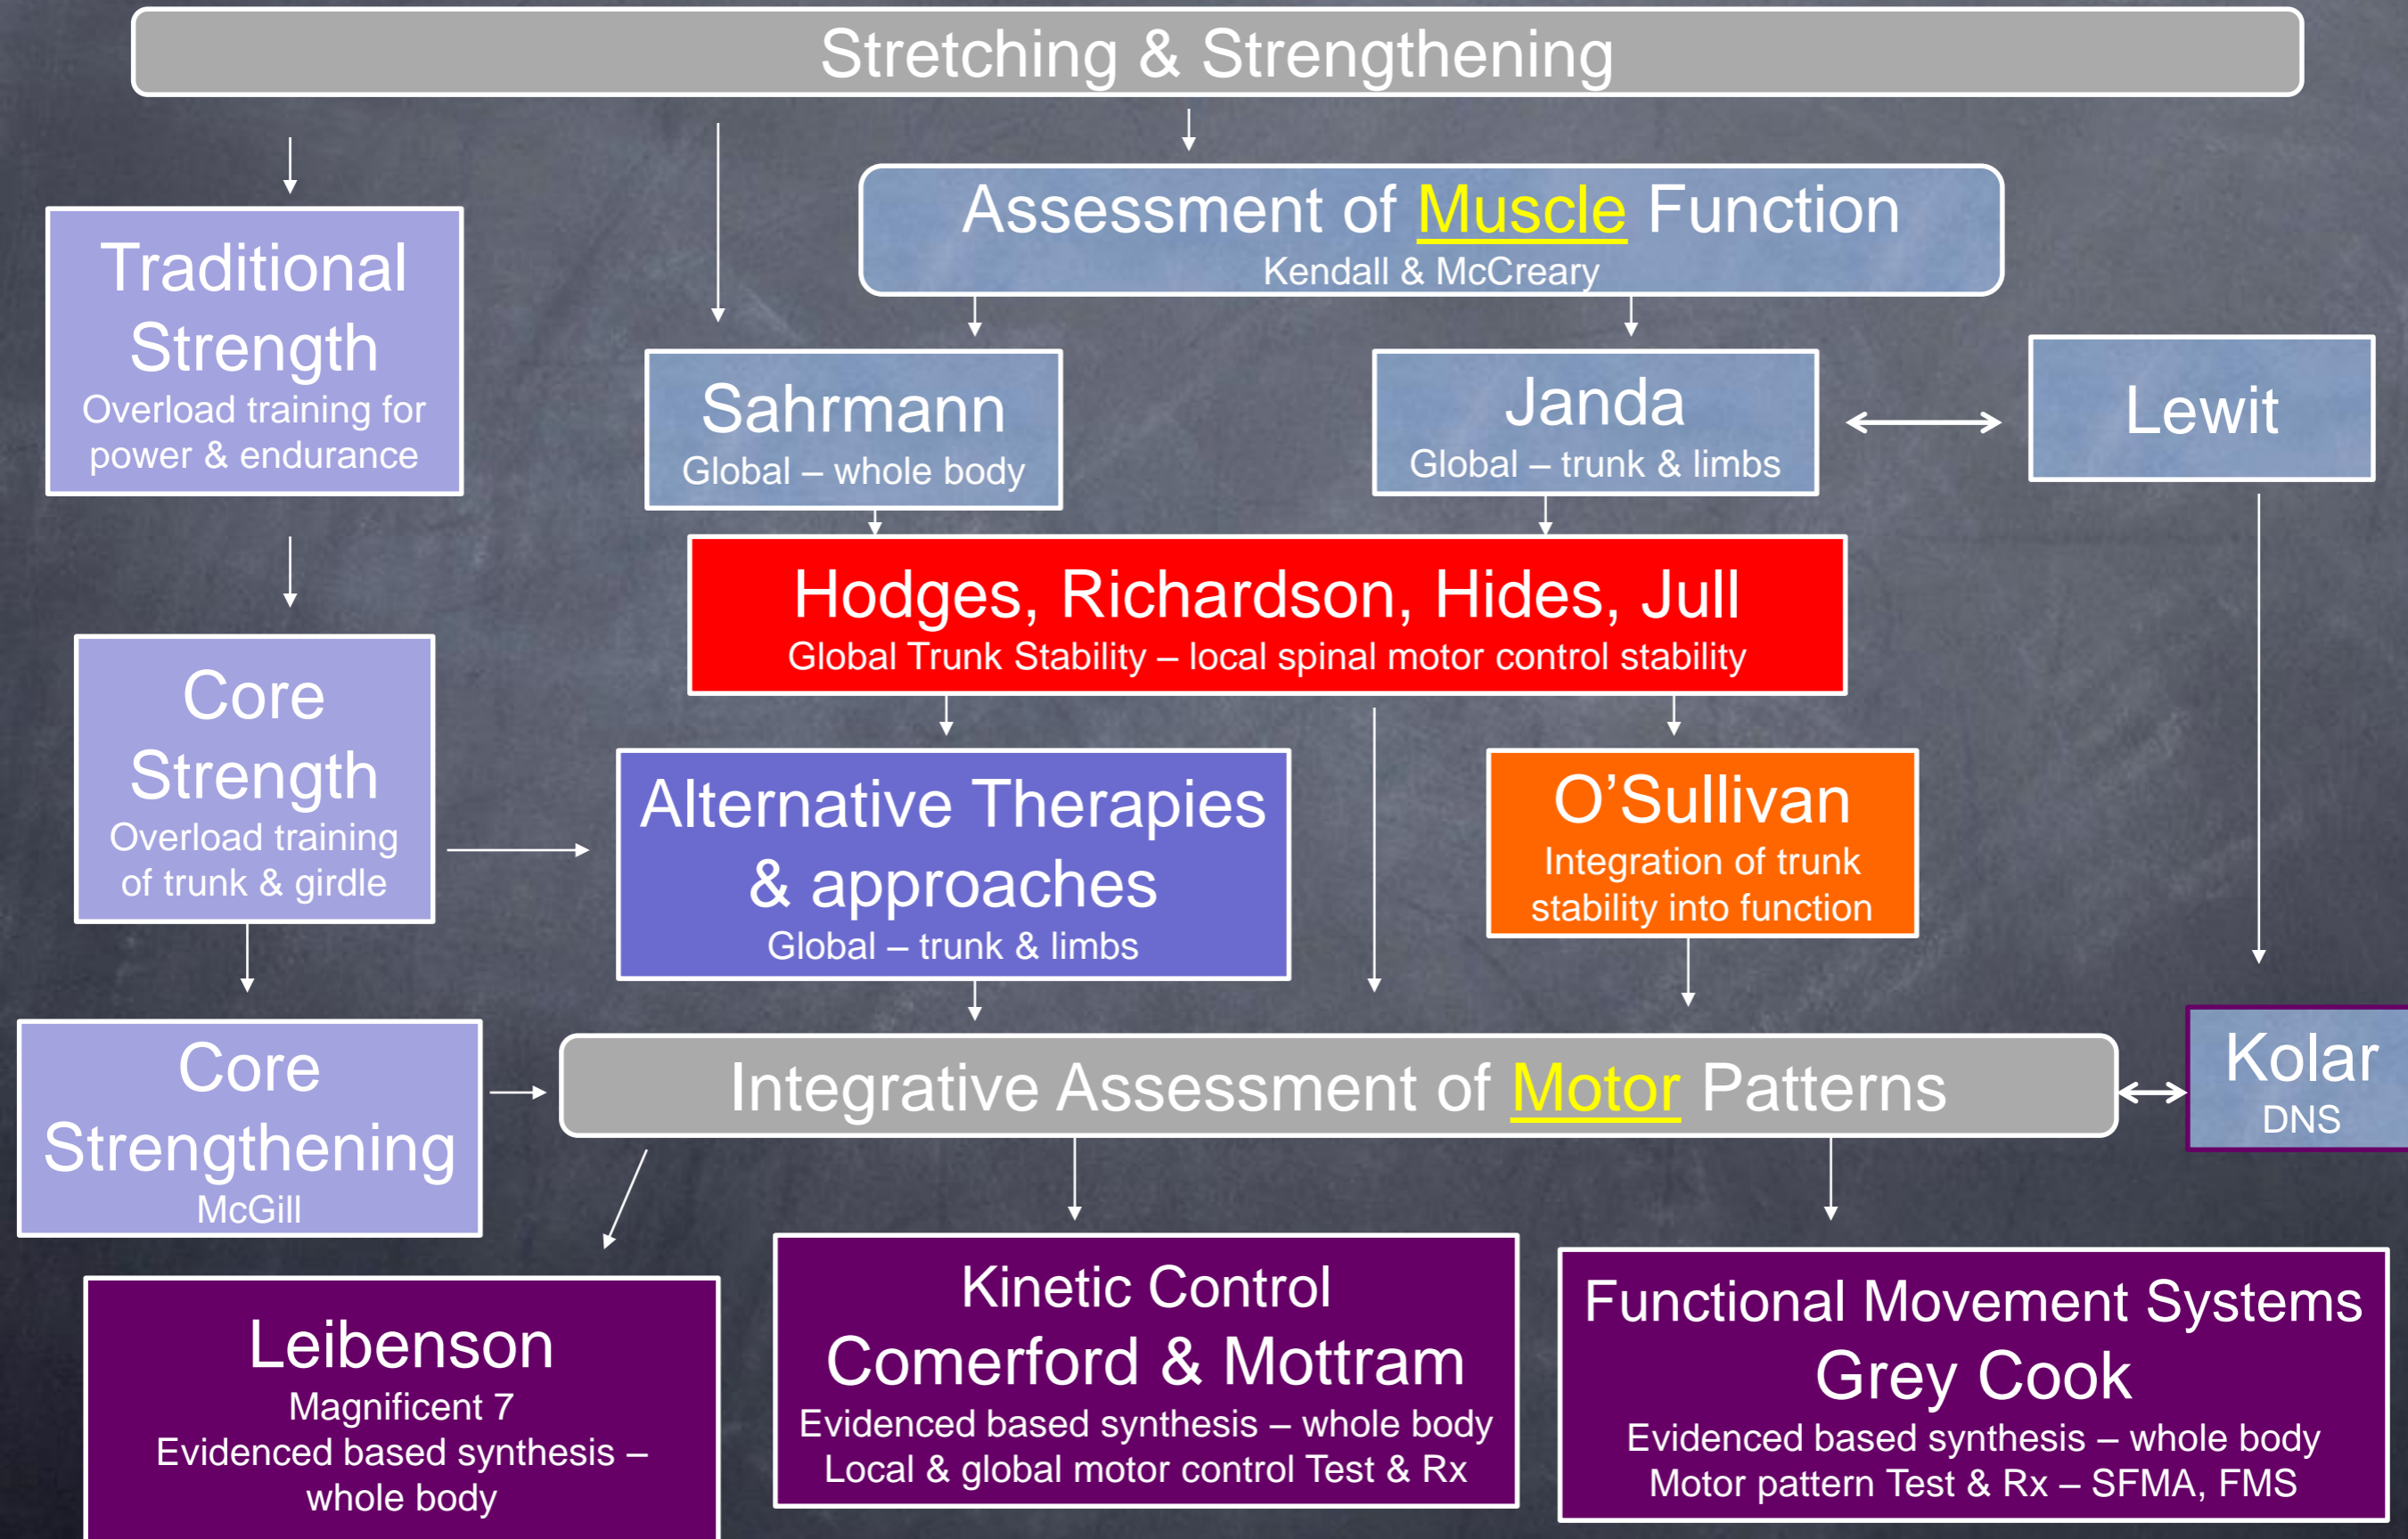 Stretching & Strengthening
Assessment of Muscle Function
Kendall & McCreary
Traditional
Strength
Overload training for
power & endurance
Sahrmann
Global – whole body
Janda
Global – trunk & limbs
Lewit
Hodges, Richardson, Hides, Jull
Global Trunk Stability – local spinal motor control stability
Core
Strength
Overload training
of trunk & girdle
Alternative Therapies
& approaches
Global – trunk & limbs
O’Sullivan
Integration of trunk
stability into function
Core
Strengthening
McGill
Integrative Assessment of Motor Patterns
Kolar
DNS
Leibenson
Magnificent 7
Evidenced based synthesis –
whole body
Kinetic Control
Comerford & Mottram
Evidenced based synthesis – whole body
Local & global motor control Test & Rx
Functional Movement Systems
Grey Cook
Evidenced based synthesis – whole body
Motor pattern Test & Rx – SFMA, FMS